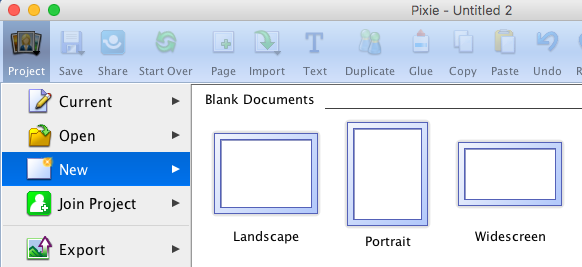 Pixie - Untitled 2
Project Save Share Start Over Page Import Text Duplicate Glue Copy Paste Undo R
Current
Open
New
Join Project
Export
Blank Documents
Landscape Portrait Widescreen